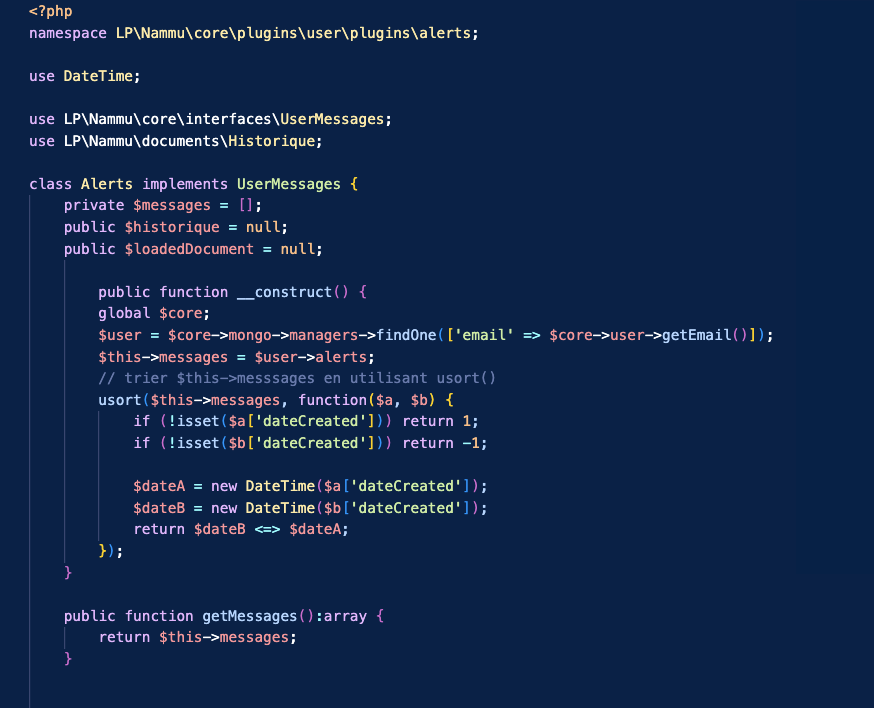 <?php
namespace LP\Nammu\core\plugins\user\plugins\alerts;

use DateTime;

use LP\Nammu\core\interfaces\UserMessages;
use LP\Nammu\documents\Historique;

class Alerts implements UserMessages {
    private $messages = [];
    public $historique = null;
    public $loadedDocument = null;

        public function __construct() {
        global $core;
        $user = $core->mongo->managers->findOne(['email' => $core->user->getEmail()]);
        $this->messages = $user->alerts;
        // trier $this->messsages en utilisant usort()
        usort($this->messages, function($a, $b) {
            if (!isset($a['dateCreated'])) return 1;
            if (!isset($b['dateCreated'])) return -1;

            $dateA = new DateTime($a['dateCreated']);
            $dateB = new DateTime($b['dateCreated']);
            return $dateB <=> $dateA;
        });
    }

    public function getMessages():array {
        return $this->messages;
    }